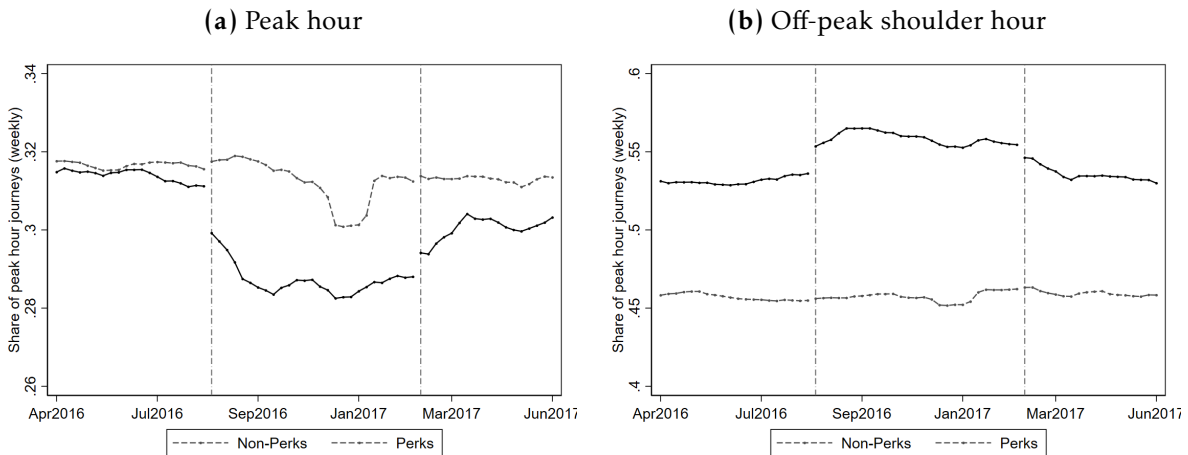 (a) Peak hour
Share of peak hour journeys (weekly)
.34
.32
.3
.28
.26
Apr2016 Jul2016 Sep2016 Jan2017 Mar2017 Jun2017
Non-Perks Perks
(b) Off-peak shoulder hour
Share of peak hour journeys (weekly)
.6
.55
.5
.45
.4
Apr2016 Jul2016 Sep2016 Jan2017 Mar2017 Jun2017
Non-Perks Perks